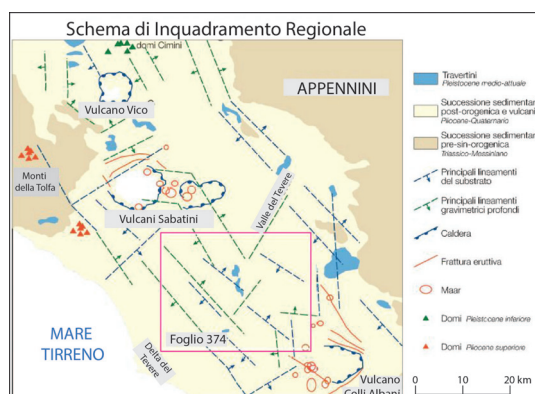 Schema di Inquadramento Regionale
domi Cimini
Vulcano Vico
APPENNINI
Monti
della Tolfa
Vulcani Sabatini
Valle del Tevere
MARE
TIRRENO
Delta del
Tevere
Foglio 374
Vulcano
Colli Albani
Travertini
Pleistocene medio-attuale
Successione sedimentar
post-orogenica e vulcani
Pliocene-Quaternario
Successione sedimentar
pre-sin-orogenica
Triassico-Messiniano
Principali lineamenti
del substrato
Principali lineamenti
gravimetrici profondi
Caldera
Frattura eruttiva
Maar
Domi Pleistocene inferiore
Domi Pliocene superiore
0 10 20 km